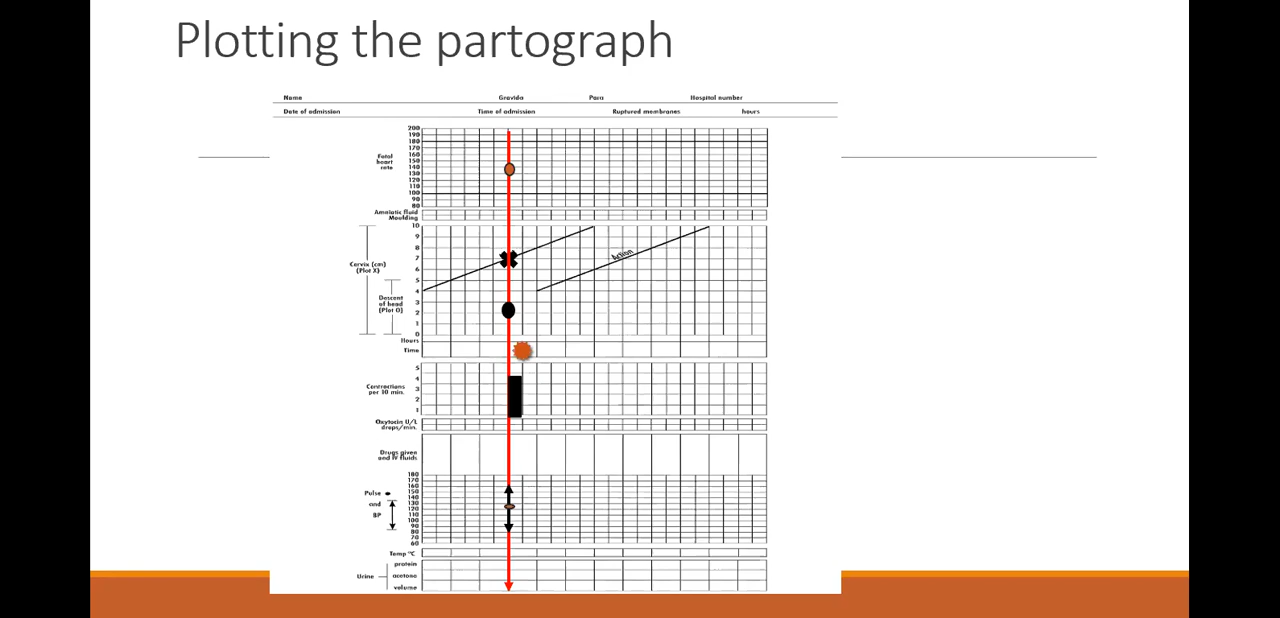 Plotting the partograph
Name Gravida Para Hospital number
Date of admission Time of admission Ruptured membranes hours
Fetal
heart
rate
200
190
180
170
160
150
140
130
120
110
100
90
80
Amniotic fluid
Moulding
Cervix (cm)
(Plot X)
Descent
of head
(Plot O)
10
9
8
7
6
5
4
3
2
1
0
Action
Hours
Time
Contractions
per 10 min.
5
4
3
2
1
Oxytocin U/L
drops/min.
Drugs given
and IV fluids
Pulse
and
BP
180
170
160
150
140
130
120
110
100
90
80
70
60
Temp °C
Urine
protein
acetone
volume